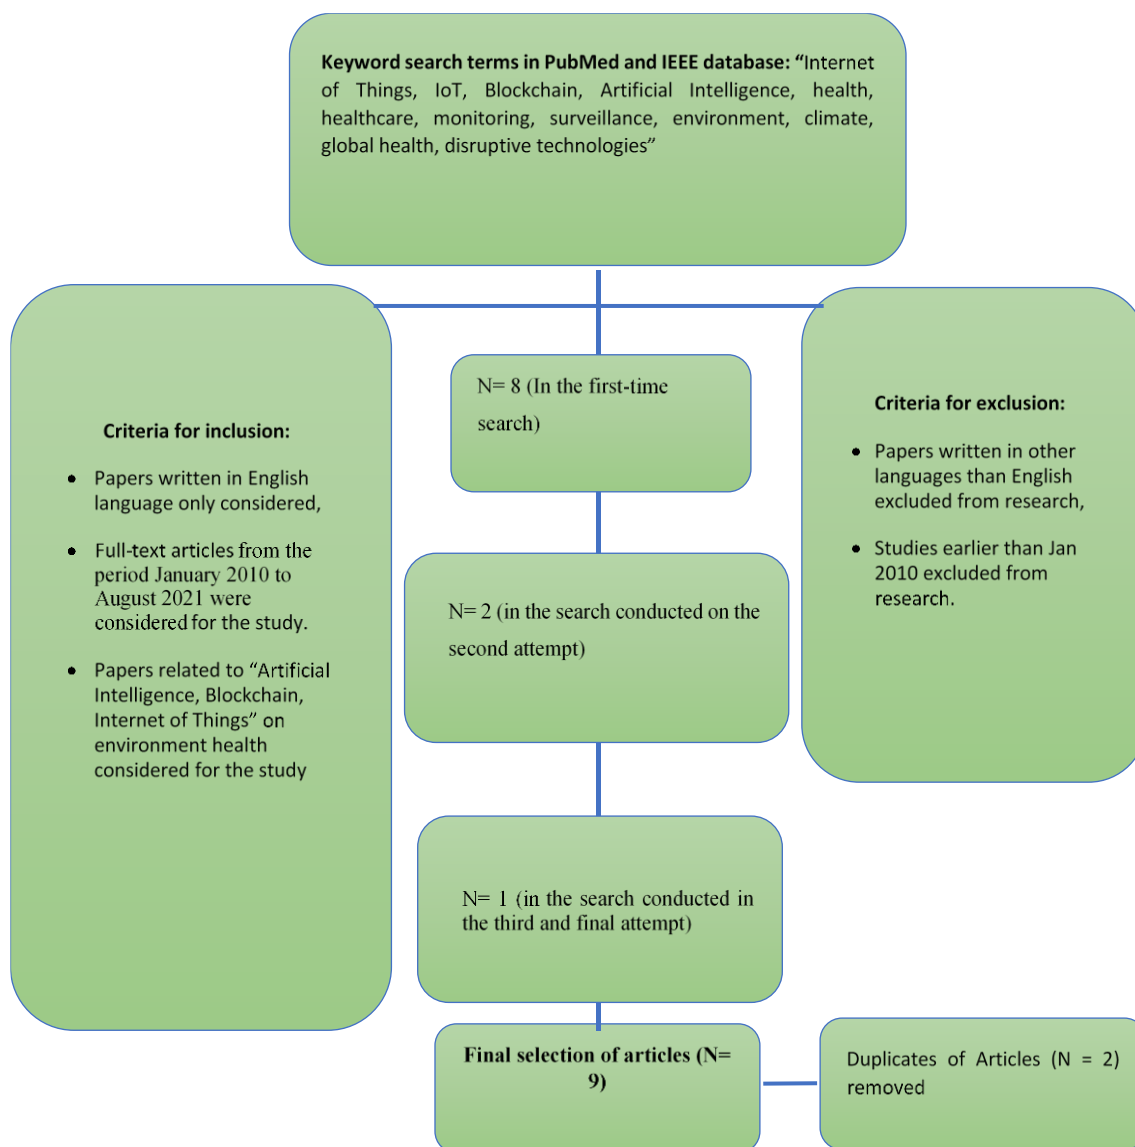 Keyword search terms in PubMed and IEEE database: “Internet
of Things, IoT, Blockchain, Artificial Intelligence, health,
healthcare, monitoring, surveillance, environment, climate,
global health, disruptive technologies”
Criteria for inclusion:
• Papers written in English
language only considered,
• Full-text articles from the
period January 2010 to
August 2021 were
considered for the study.
• Papers related to “Artificial
Intelligence, Blockchain,
Internet of Things” on
environment health
considered for the study
N= 8 (In the first-time
search)
N= 2 (in the search conducted on the
second attempt)
N= 1 (in the search conducted in
the third and final attempt)
Criteria for exclusion:
• Papers written in other
languages than English
excluded from research,
• Studies earlier than Jan
2010 excluded from
research.
Final selection of articles (N=
9)
Duplicates of Articles (N = 2)
removed